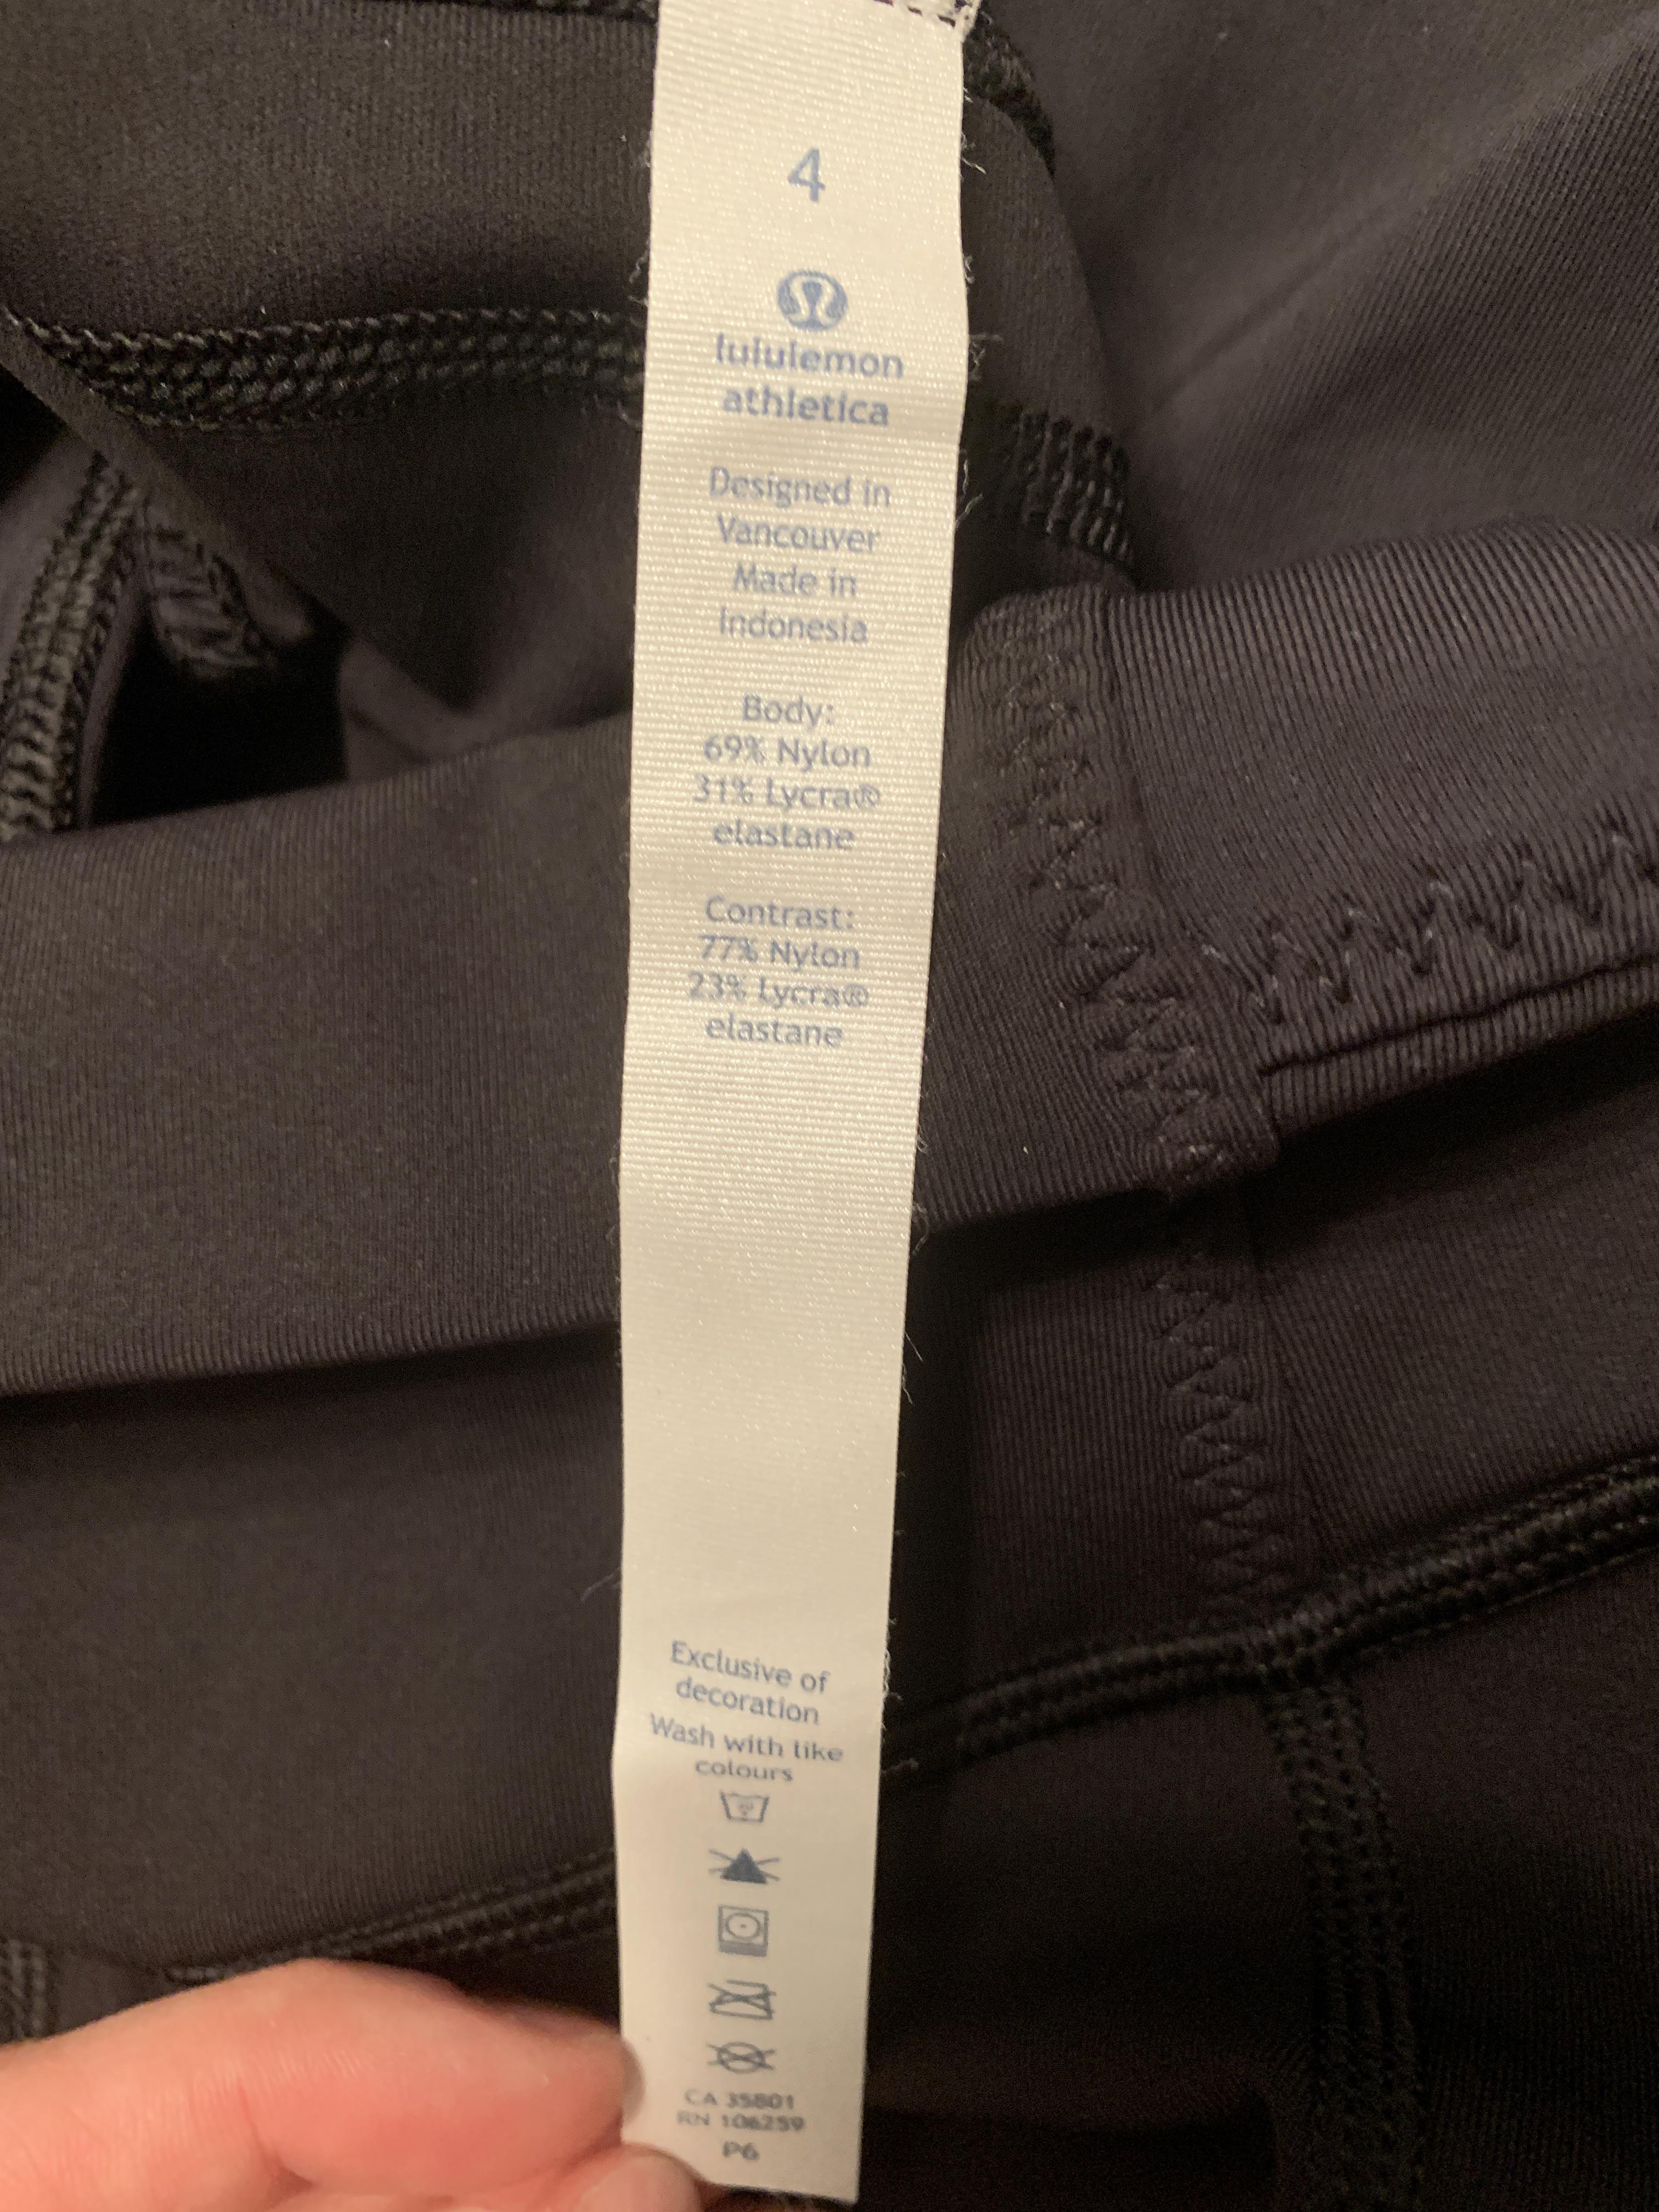 4
lululemon
athletica
Designed in
Vancouver
Made in
Indonesia
Body:
69% Nylon
31% Lycra®
elastane
Contrast:
77% Nylon
23% Lycra®
elastane
Exclusive of
decoration
Wash with like
colours
CA 35801
RN 106259
P6